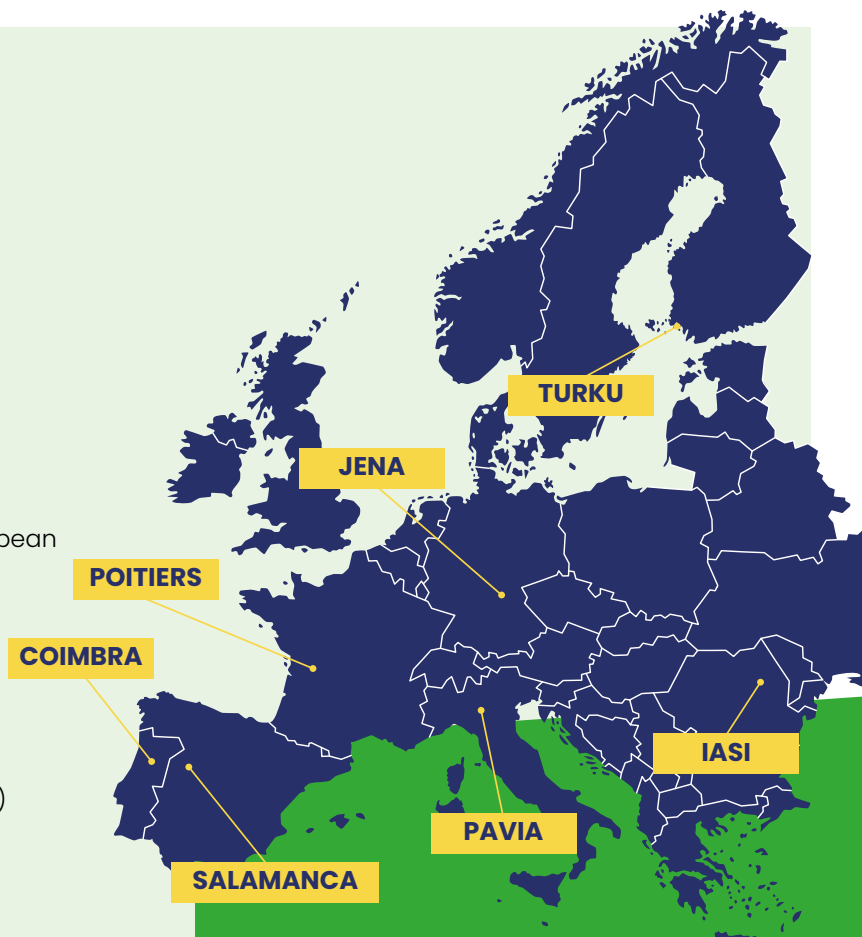 TURKU
JENA
pean
POITIERS
COIMBRA
IASI
)
PAVIA
SALAMANCA